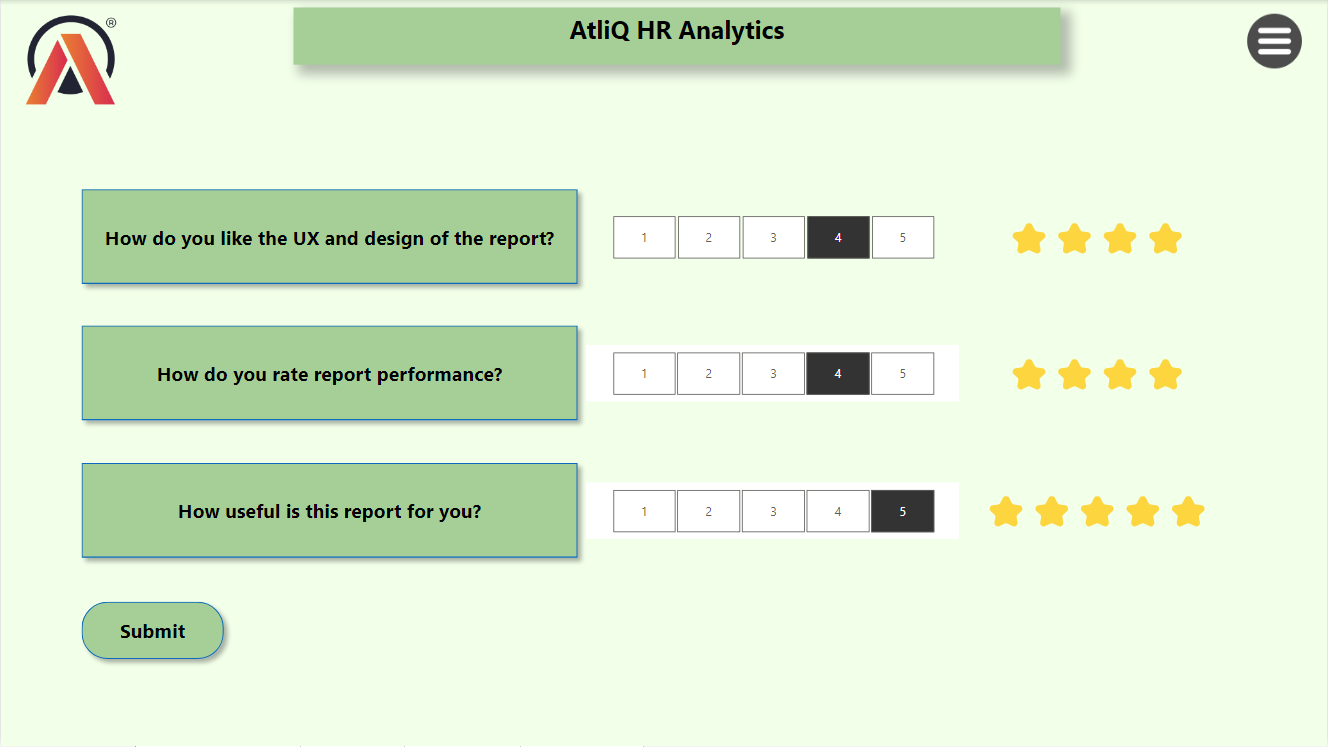 ®
AtliQ HR Analytics
How do you like the UX and design of the report?
1 2 3 4 5
How do you rate report performance?
1 2 3 4 5
How useful is this report for you?
1 2 3 4 5
Submit